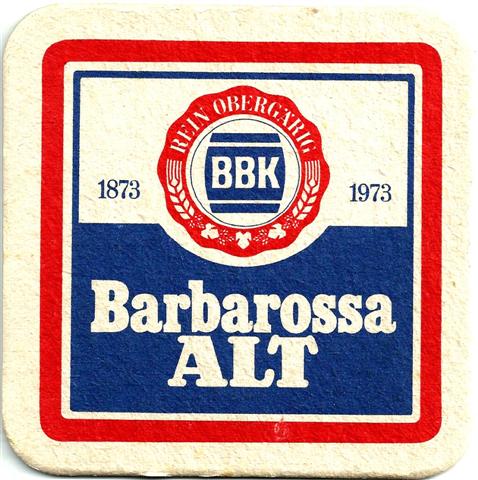 REIN OBERGÄRIG
BBK
1873 1973
Barbarossa
ALT